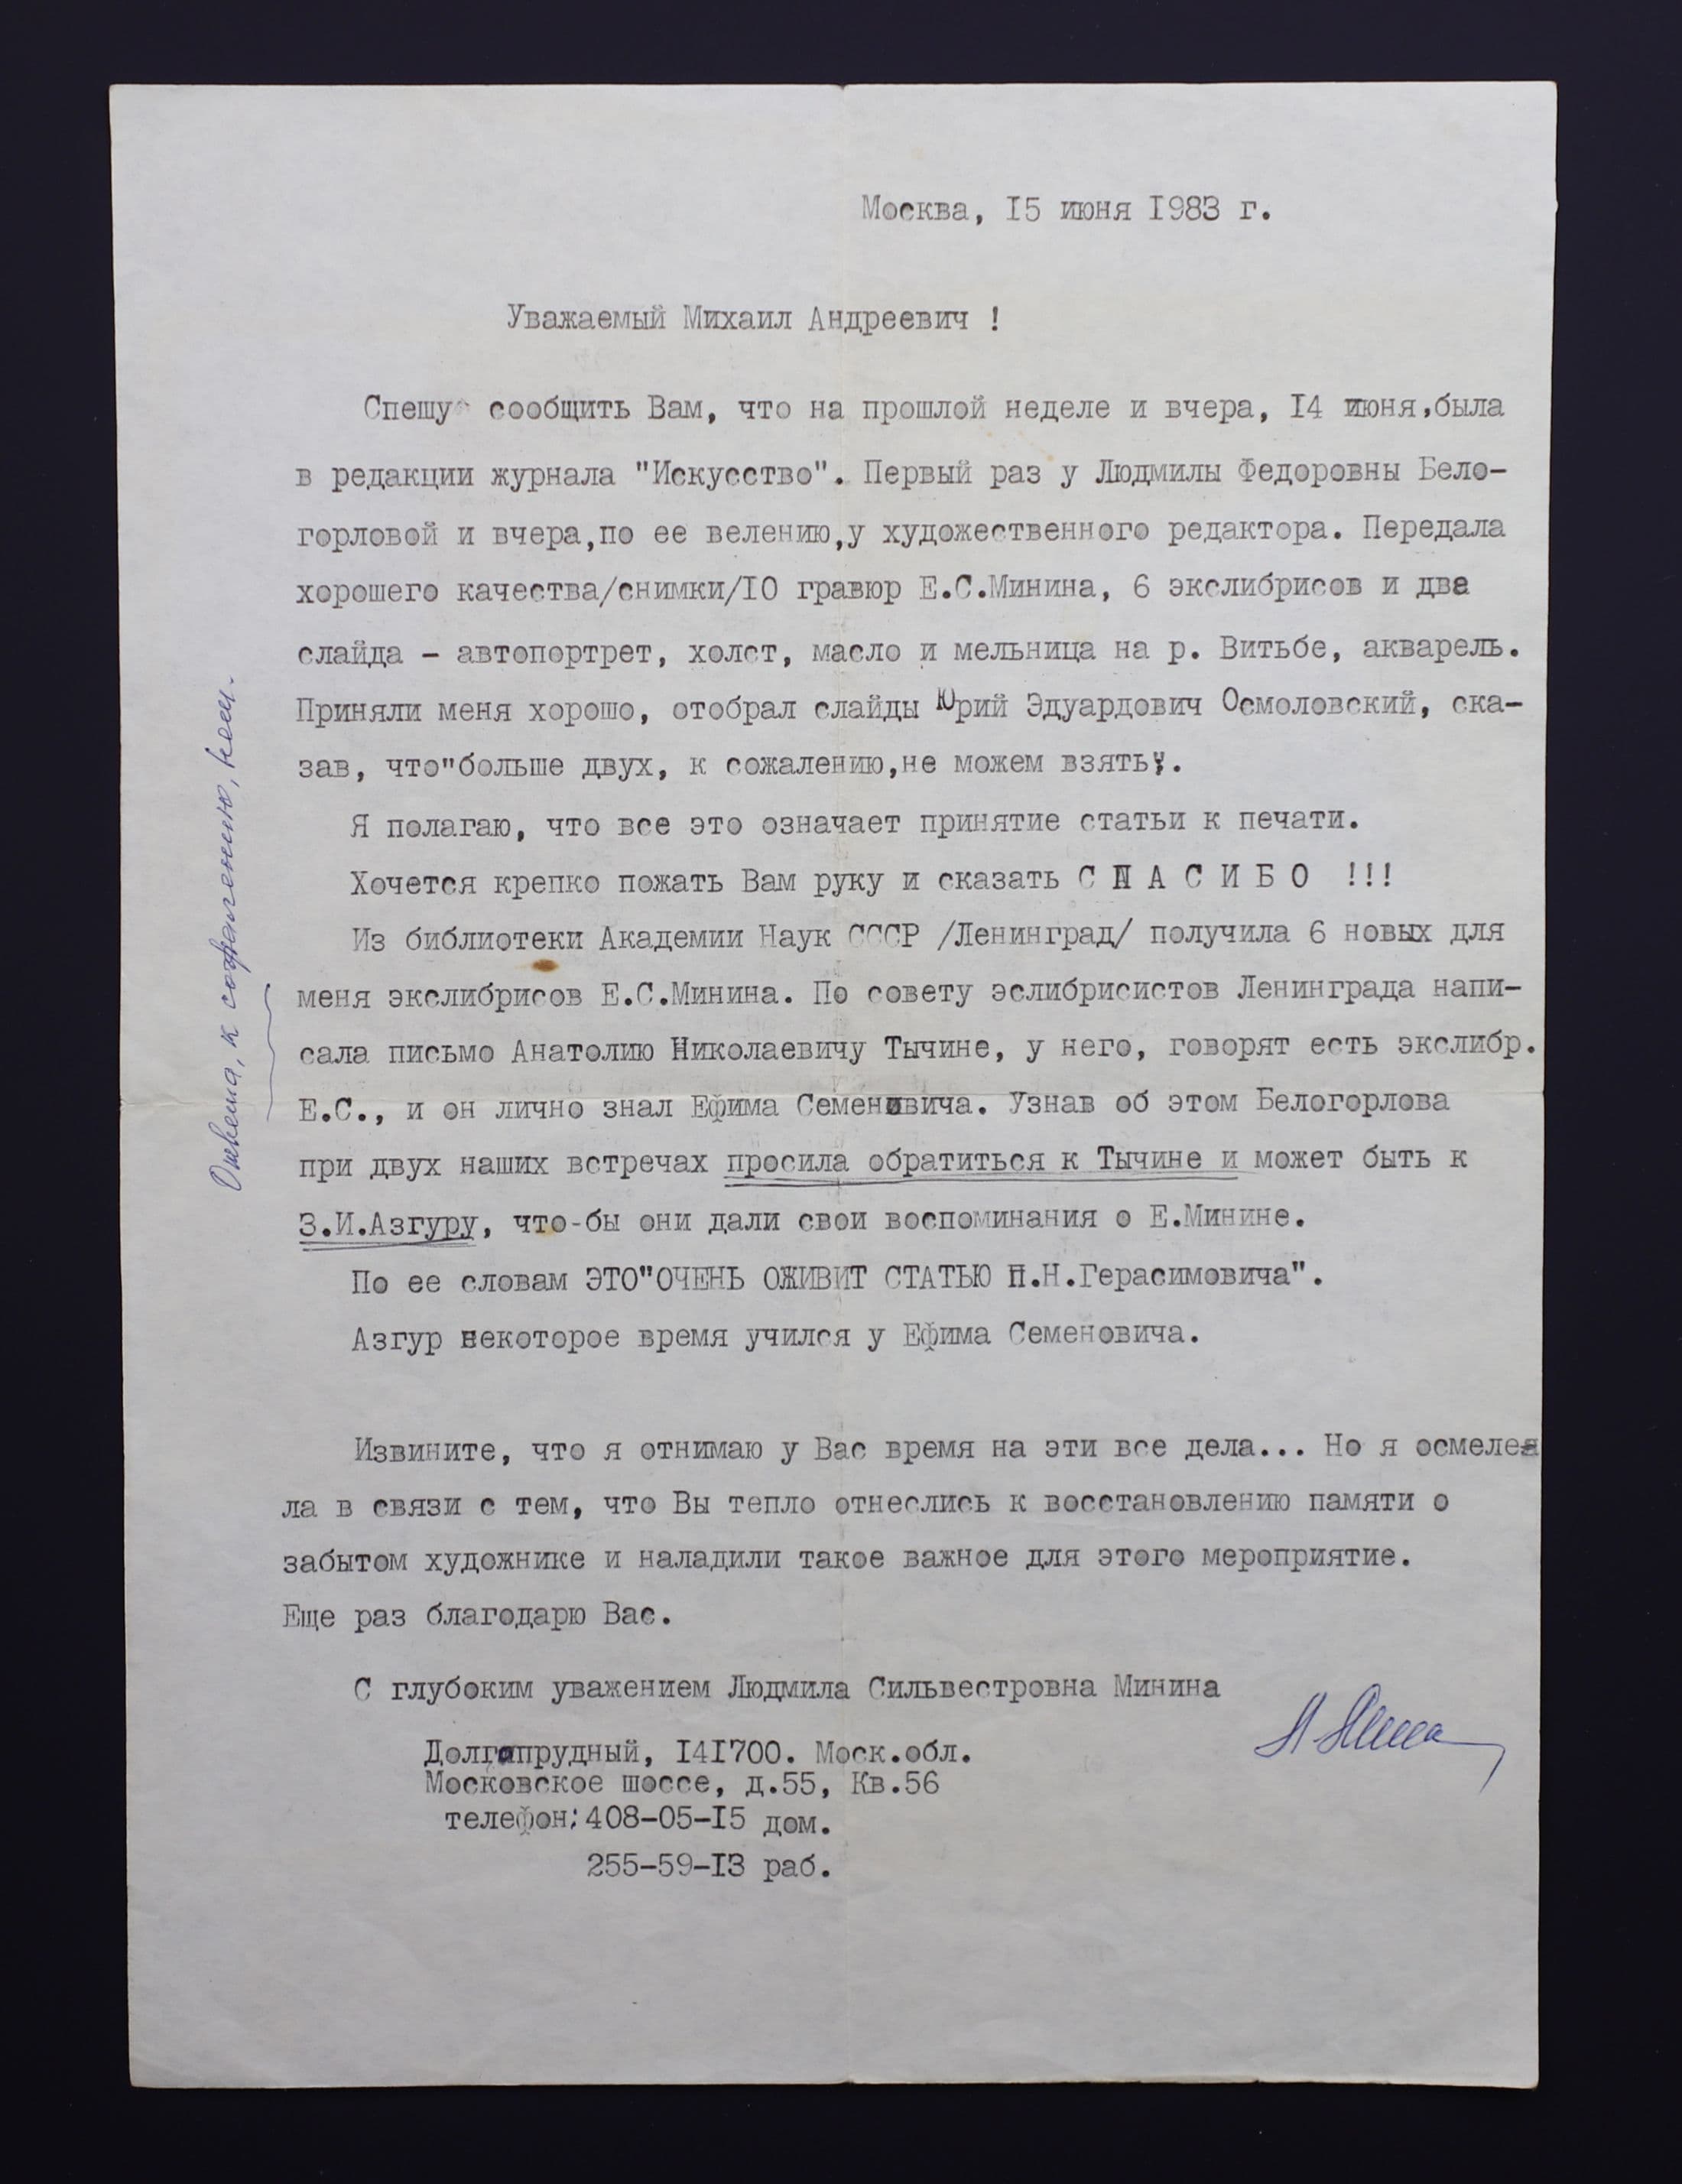 Москва, I5 июня I983 г.
Уважаемый Михаил Андреевич !
Спешу сообщить Вам, что на прошлой неделе и вчера, I4 июня,была
в редакции журнала "Искусство". Первый раз у Людмилы Федоровны Бело-
горловой и вчера,по ее велению,у художественного редактора. Передала
хорошего качества/снимки/I0 гравюр Е.С.Минина, 6 экслибрисов и два
слайда - автопортрет, холст, масло и мельница на р. Витьбе, акварель.
Приняли меня хорошо, отобрал слайды Юрий Эдуардович Осмоловский, ска-
зав, что"больше двух, к сожалению,не можем взять".
Я полагаю, что все это означает принятие статьи к печати.
Хочется крепко пожать Вам руку и сказать С П А С И Б О !!!
Из библиотеки Академии Наук СССР /Ленинград/ получила 6 новых для
меня экслибрисов Е.С.Минина. По совету эслибрисистов Ленинграда напи-
сала письмо Анатолию Николаевичу Тычине, у него, говорят есть экслибр.
Е.С., и он лично знал Ефима Семеновича. Узнав об этом Белогорлова
при двух наших встречах просила обратиться к Тычине и может быть к
З.И.Азгуру, что-бы они дали свои воспоминания о Е.Минине.
По ее словам ЭТО"ОЧЕНЬ ОЖИВИТ СТАТЬЮ П.Н.Герасимовича".
Азгур некоторое время учился у Ефима Семеновича.
Извините, что я отнимаю у Вас время на эти все дела... Но я осмеле
ла в связи с тем, что Вы тепло отнеслись к восстановлению памяти о
забытом художнике и наладили такое важное для этого мероприятие.
Еще раз благодарю Вас.
С глубоким уважением Людмила Сильвестровна Минина
Долгопрудный, I4I700. Моск.обл.
Московское шоссе, д.55, Кв.56
телефон:408-05-I5 дом.
255-59-I3 раб.
Ответа, к сожалению, нет.